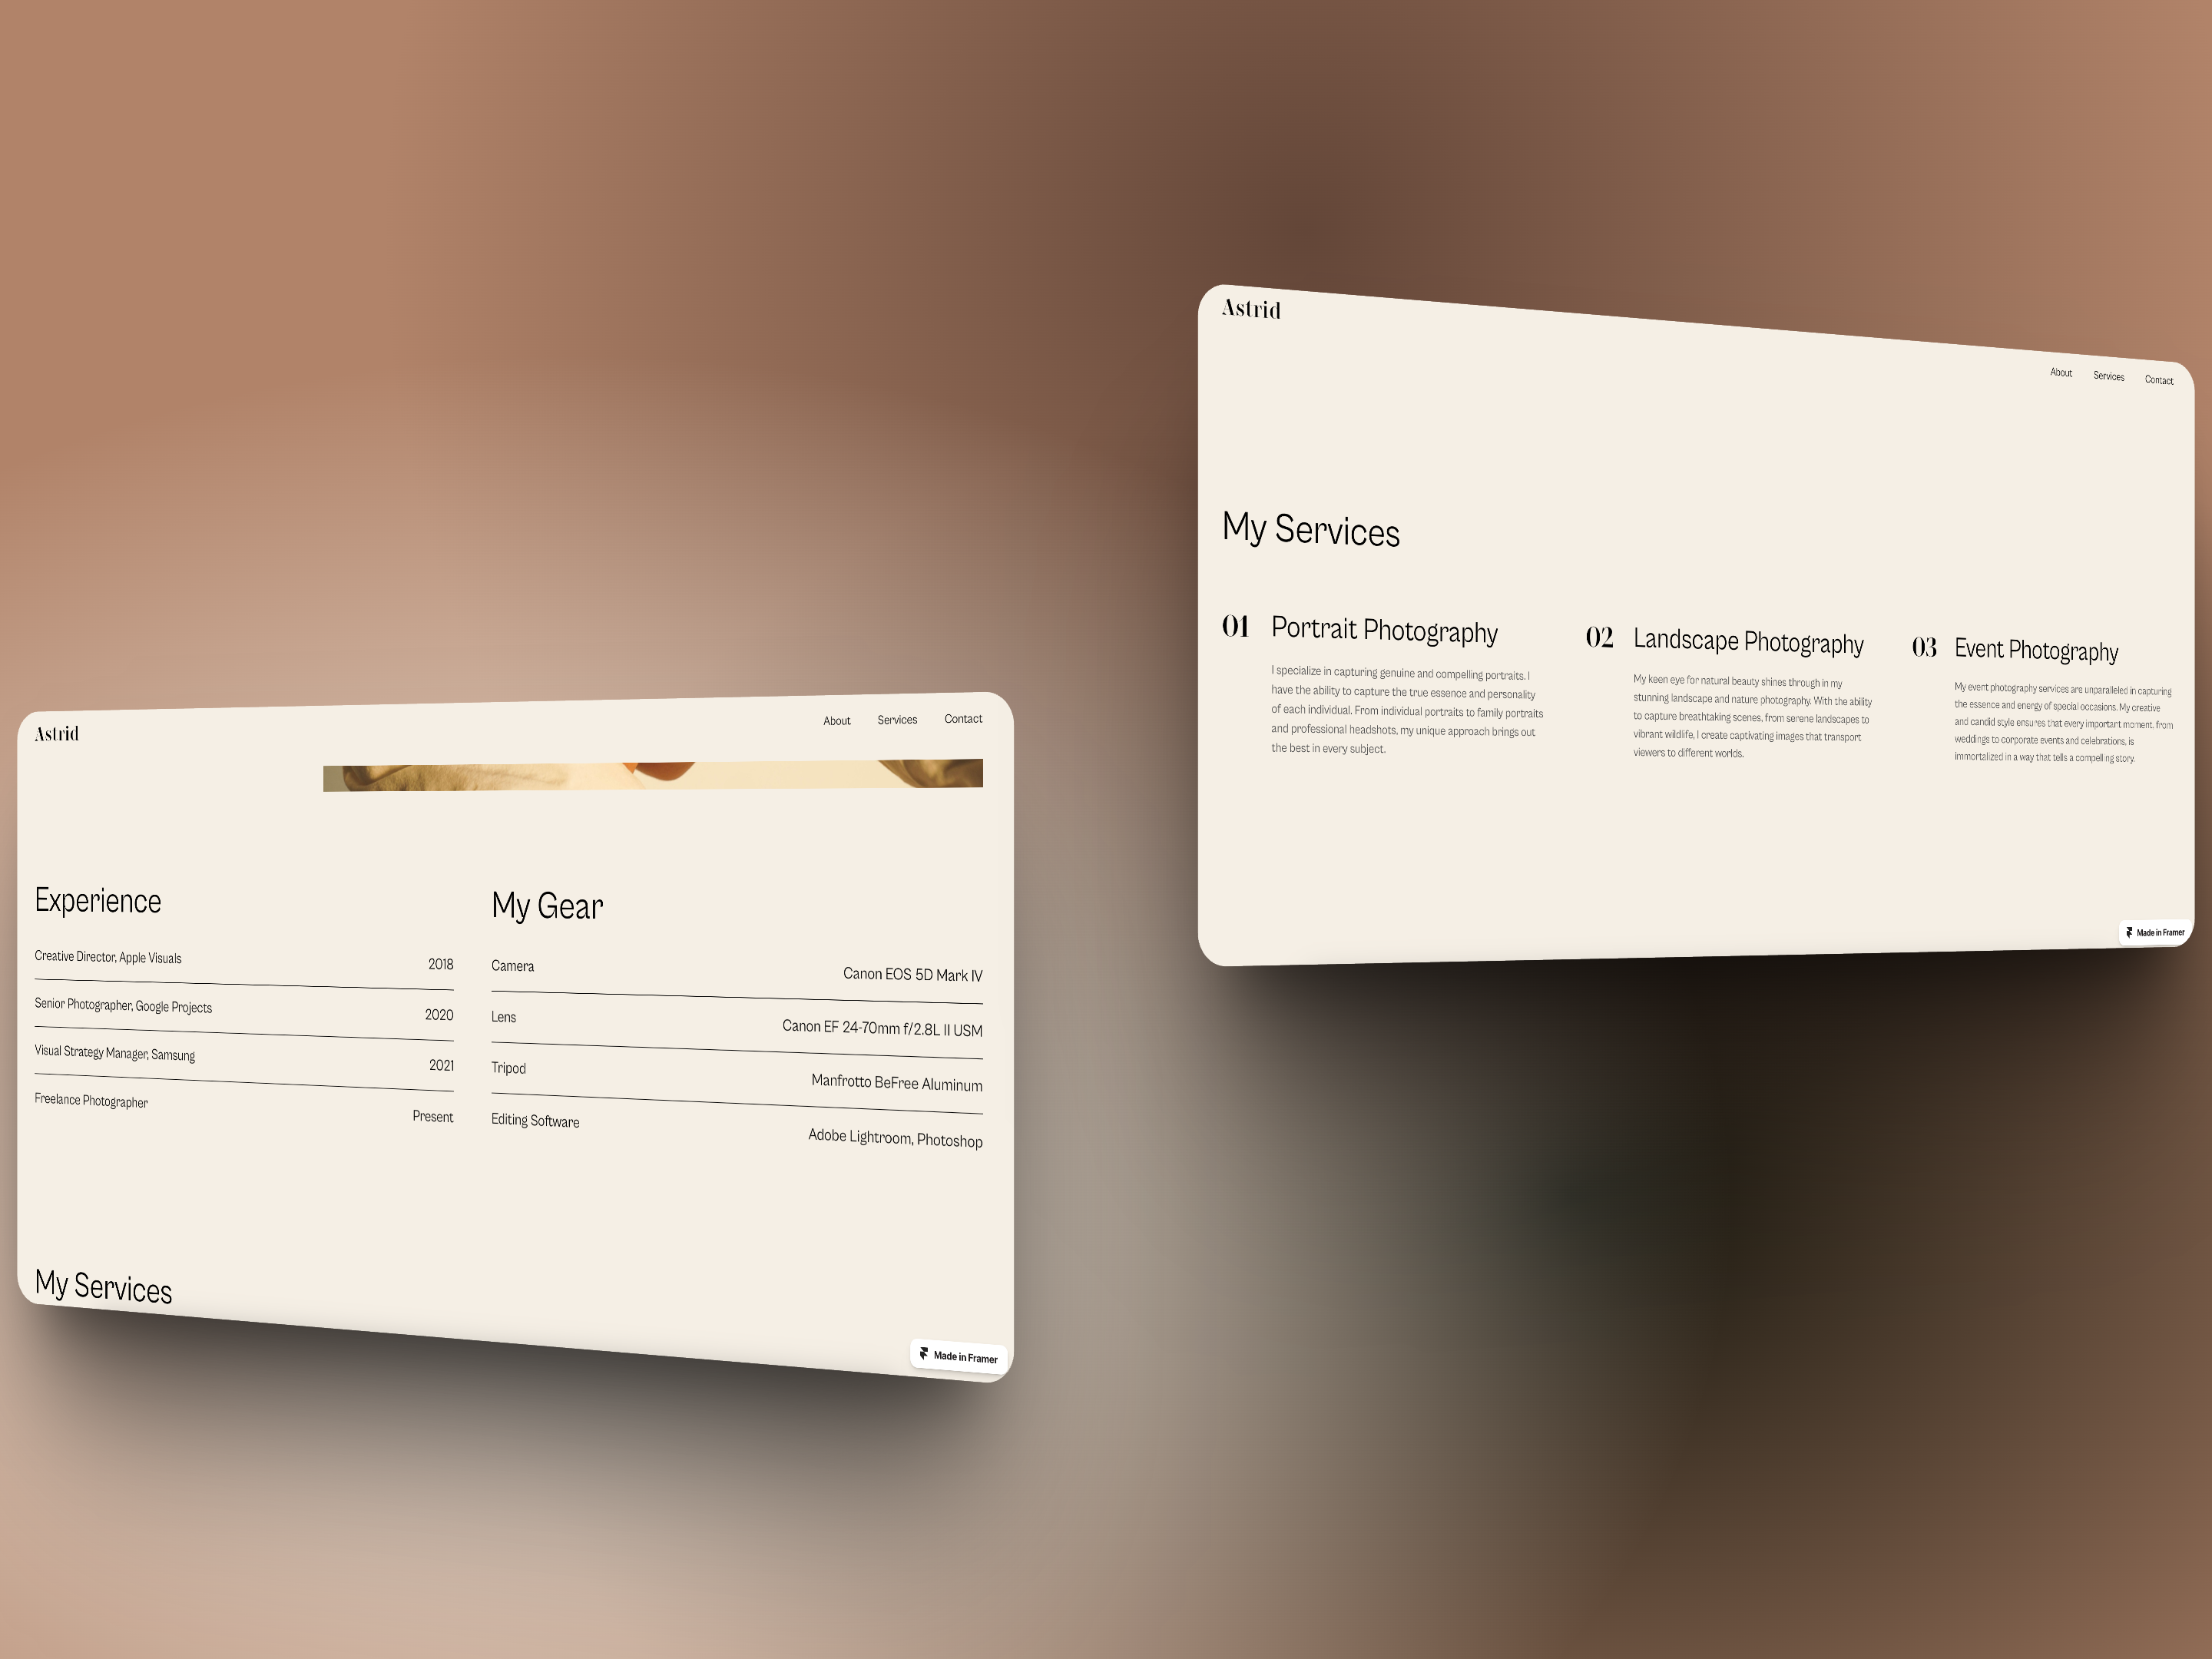 Astrid
About Services Contact
Experience
Creative Director, Apple Visuals 2018
Senior Photographer, Google Projects 2020
Visual Strategy Manager, Samsung 2021
Freelance Photographer Present
My Gear
Camera Canon EOS 5D Mark IV
Lens Canon EF 24-70mm f/2.8L II USM
Tripod Manfrotto BeFree Aluminum
Editing Software Adobe Lightroom, Photoshop
My Services
Made in Framer
Astrid
About Services Contact
My Services
01 Portrait Photography
I specialize in capturing genuine and compelling portraits. I
have the ability to capture the true essence and personality
of each individual. From individual portraits to family portraits
and professional headshots, my unique approach brings out
the best in every subject.
02 Landscape Photography
My keen eye for natural beauty shines through in my
stunning landscape and nature photography. With the ability
to capture breathtaking scenes, from serene landscapes to
vibrant wildlife, I create captivating images that transport
viewers to different worlds.
03 Event Photography
My event photography services are unparalleled in capturing
the essence and energy of special occasions. My creative
and candid style ensures that every important moment, from
weddings to corporate events and celebrations, is
immortalized in a way that tells a compelling story.
Made in Framer